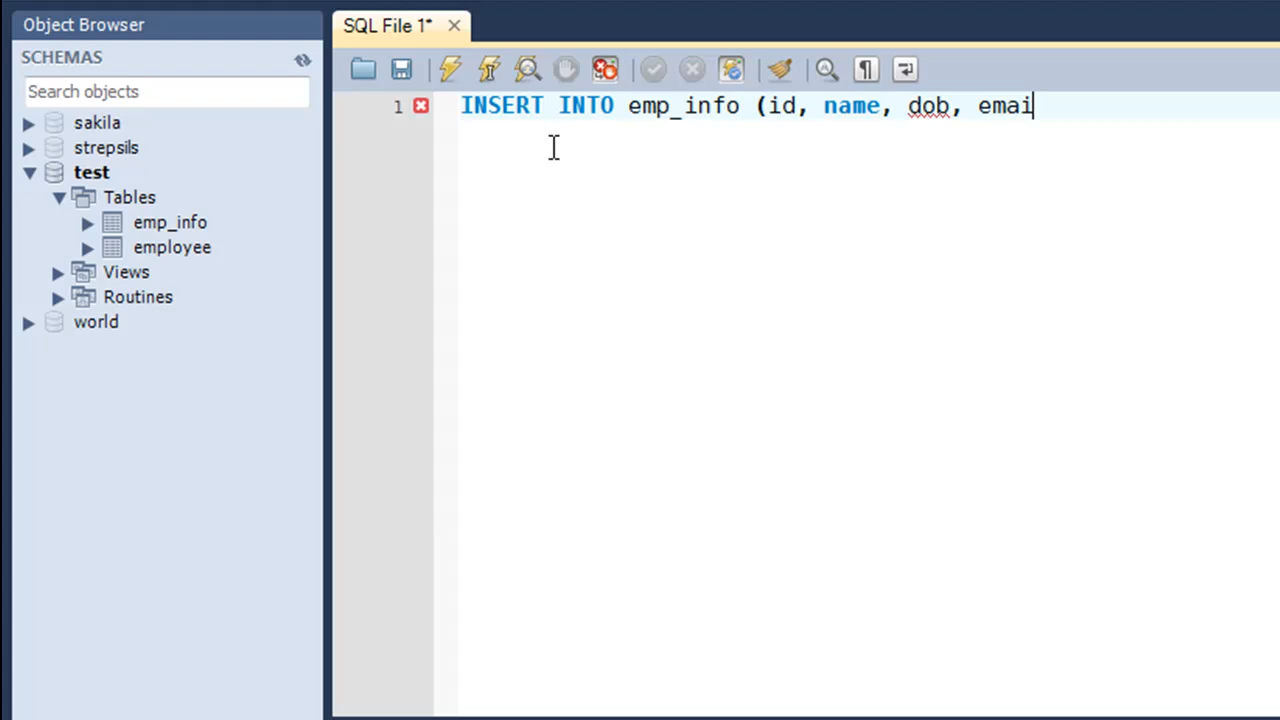 Object Browser
SCHEMAS
Search objects
sakila
strepsils
test
Tables
emp_info
employee
Views
Routines
world
SQL File 1*
1 INSERT INTO emp_info (id, name, dob, emai